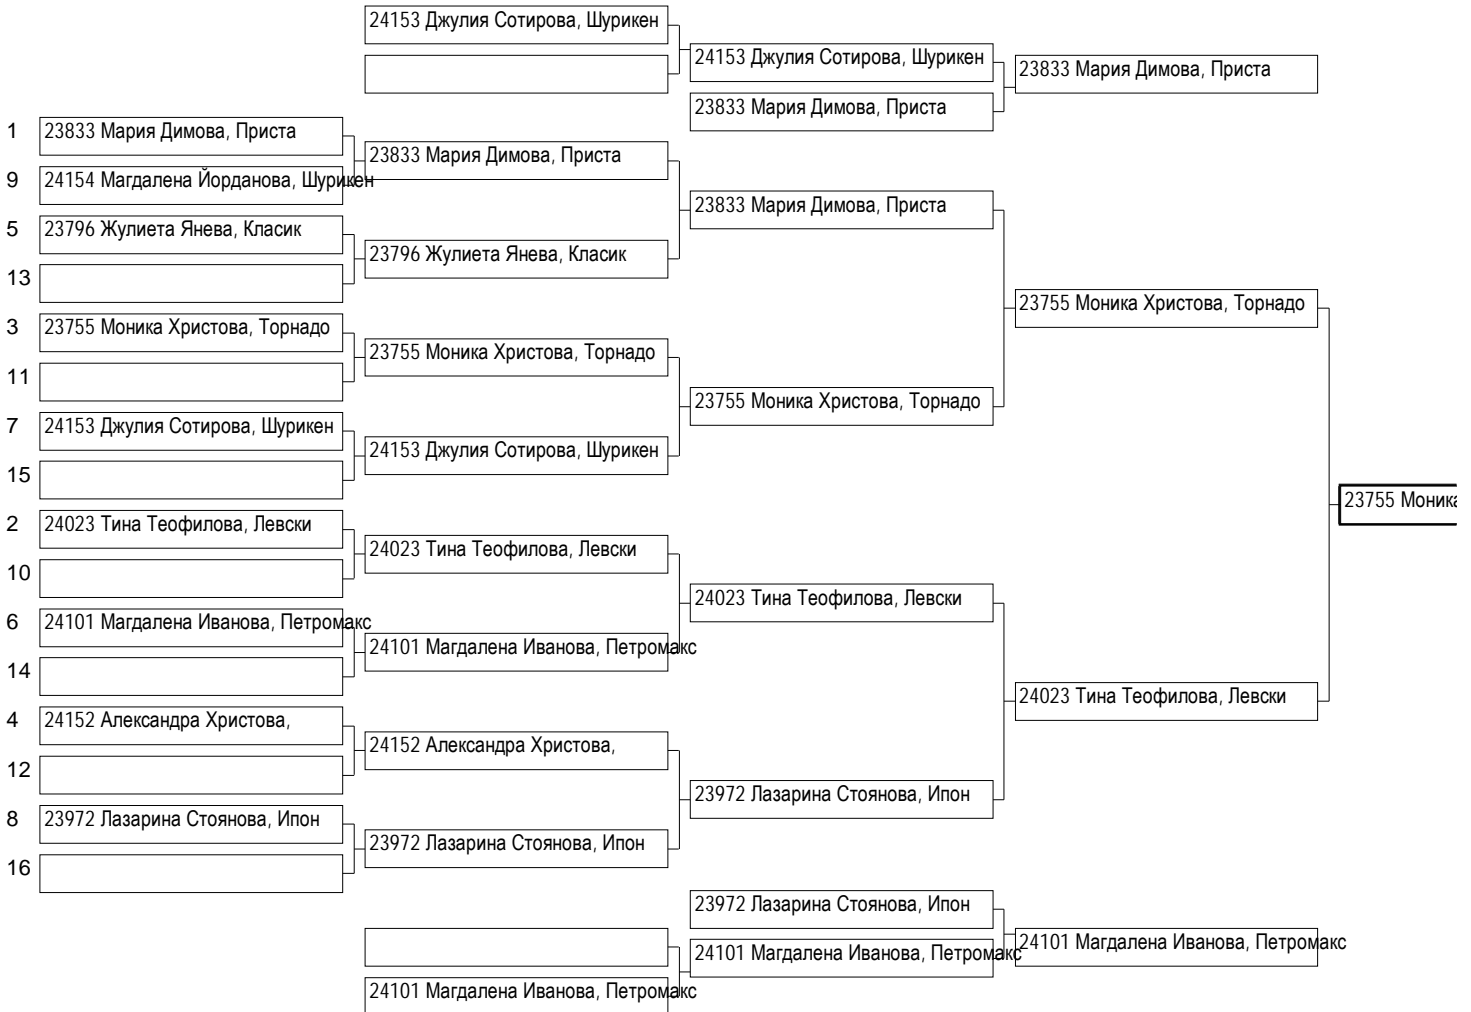 24153 Джулия Сотирова, Шурикен
24153 Джулия Сотирова, Шурикен
23833 Мария Димова, Приста
23833 Мария Димова, Приста
1 23833 Мария Димова, Приста
23833 Мария Димова, Приста
9 24154 Магдалена Йорданова, Шурикен
23833 Мария Димова, Приста
5 23796 Жулиета Янева, Класик
23796 Жулиета Янева, Класик
13
23755 Моника Христова, Торнадо
3 23755 Моника Христова, Торнадо
23755 Моника Христова, Торнадо
11
23755 Моника Христова, Торнадо
7 24153 Джулия Сотирова, Шурикен
24153 Джулия Сотирова, Шурикен
15
23755 Моника
2 24023 Тина Теофилова, Левски
24023 Тина Теофилова, Левски
10
24023 Тина Теофилова, Левски
6 24101 Магдалена Иванова, Петромакс
24101 Магдалена Иванова, Петромакс
14
24023 Тина Теофилова, Левски
4 24152 Александра Христова,
24152 Александра Христова,
12
23972 Лазарина Стоянова, Ипон
8 23972 Лазарина Стоянова, Ипон
23972 Лазарина Стоянова, Ипон
16
23972 Лазарина Стоянова, Ипон
24101 Магдалена Иванова, Петромакс
24101 Магдалена Иванова, Петромакс
24101 Магдалена Иванова, Петромакс